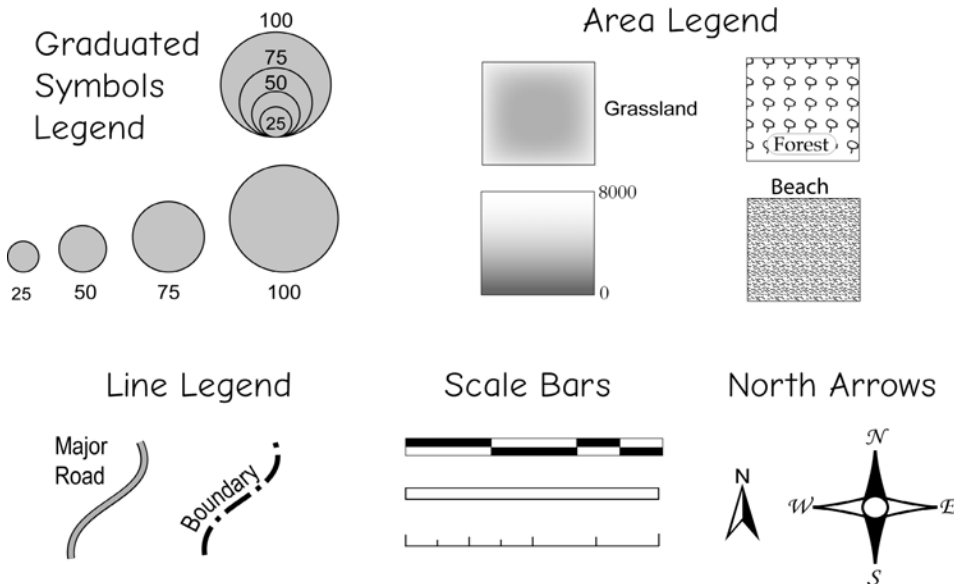 Graduated
Symbols
Legend
100
75
50
25
25
50
75
100
Area Legend
Grassland
Forest
8000
0
Beach
Line Legend
Major
Road
Boundary
Scale Bars
North Arrows
N
N
W
E
S